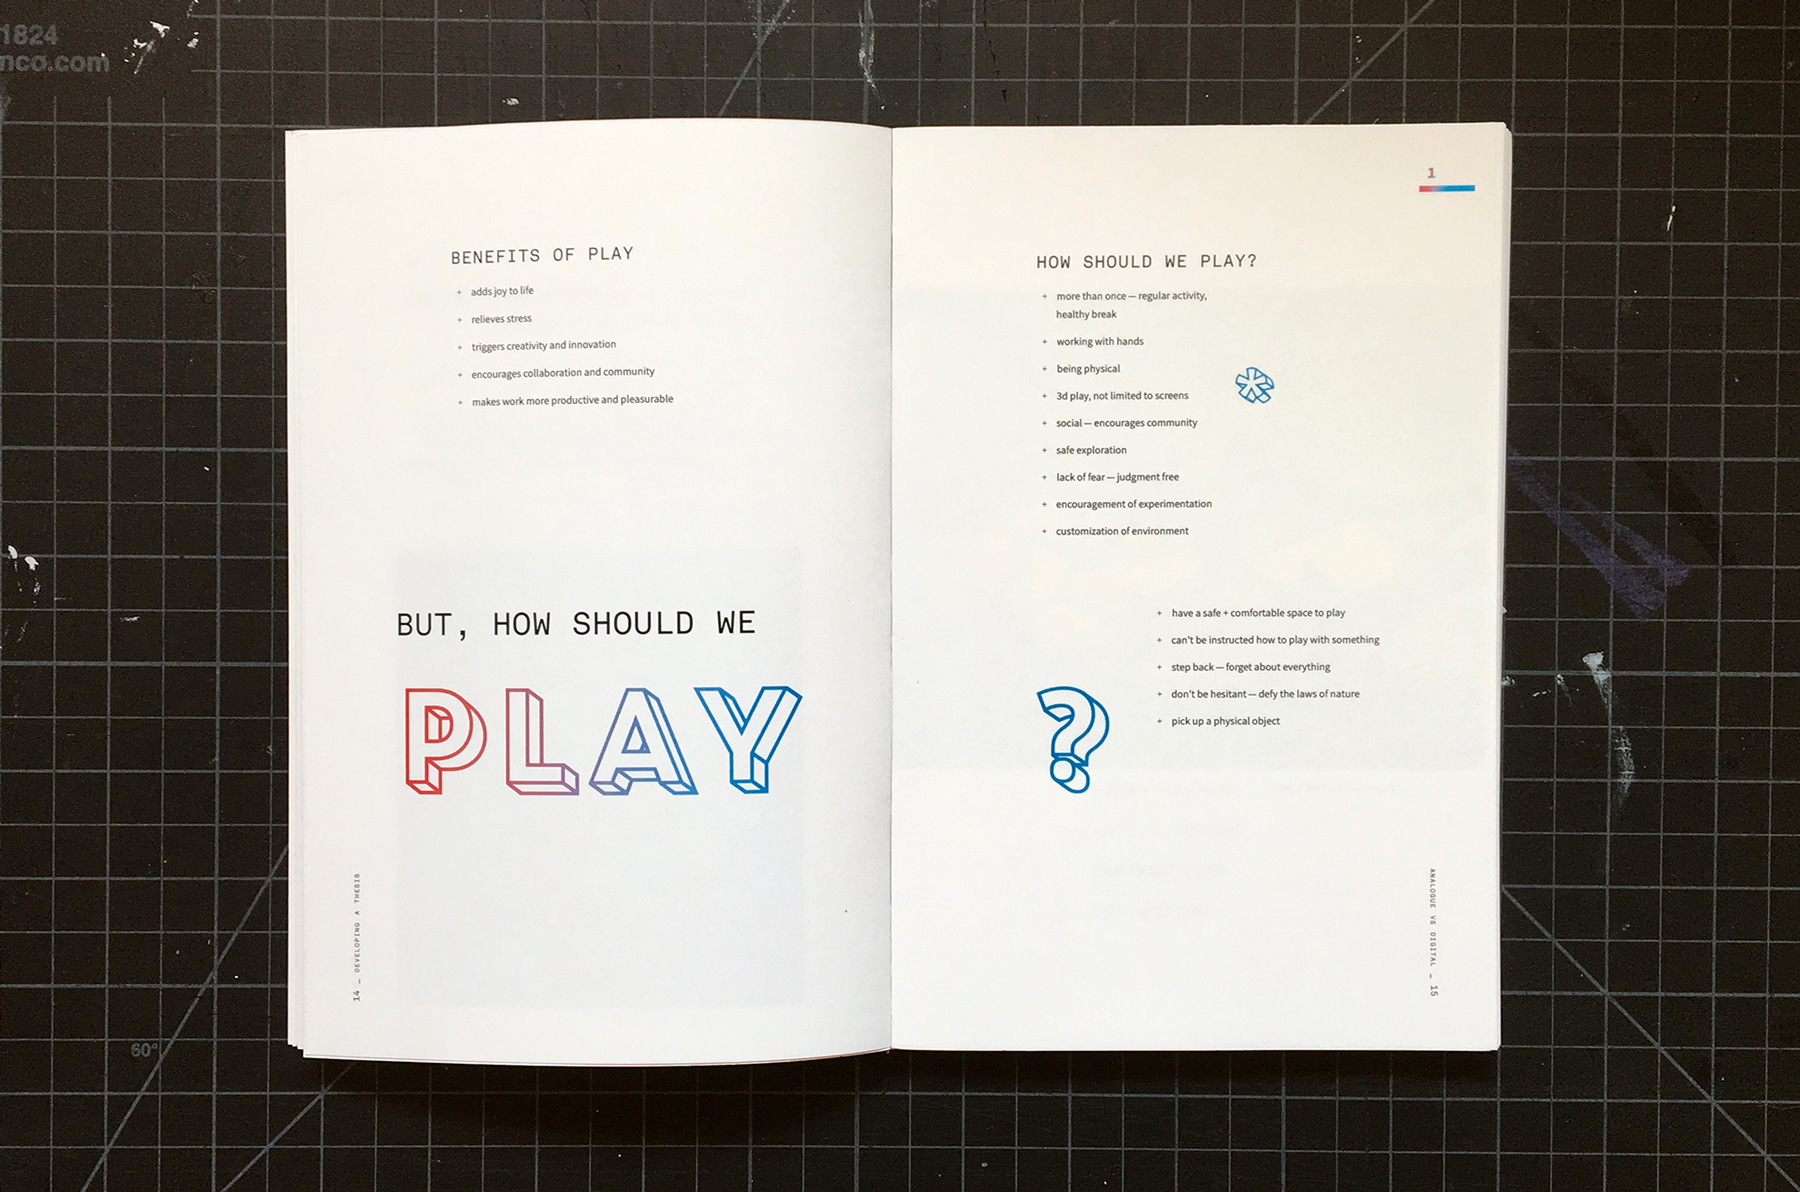 1824
nco.com
BENEFITS OF PLAY
+ adds joy to life
+ relieves stress
+ triggers creativity and innovation
+ encourages collaboration and community
+ makes work more productive and pleasurable
BUT, HOW SHOULD WE
PLAY
14 _ DEVELOPING A THESIS
1
HOW SHOULD WE PLAY?
+ more than once — regular activity,
healthy break
+ working with hands
+ being physical
+ 3d play, not limited to screens
+ social — encourages community
+ safe exploration
+ lack of fear — judgment free
+ encouragement of experimentation
+ customization of environment
*
+ have a safe + comfortable space to play
+ can't be instructed how to play with something
+ step back — forget about everything
+ don't be hesitant — defy the laws of nature
+ pick up a physical object
?
ANALOGUE VS DIGITAL _ 15
60°